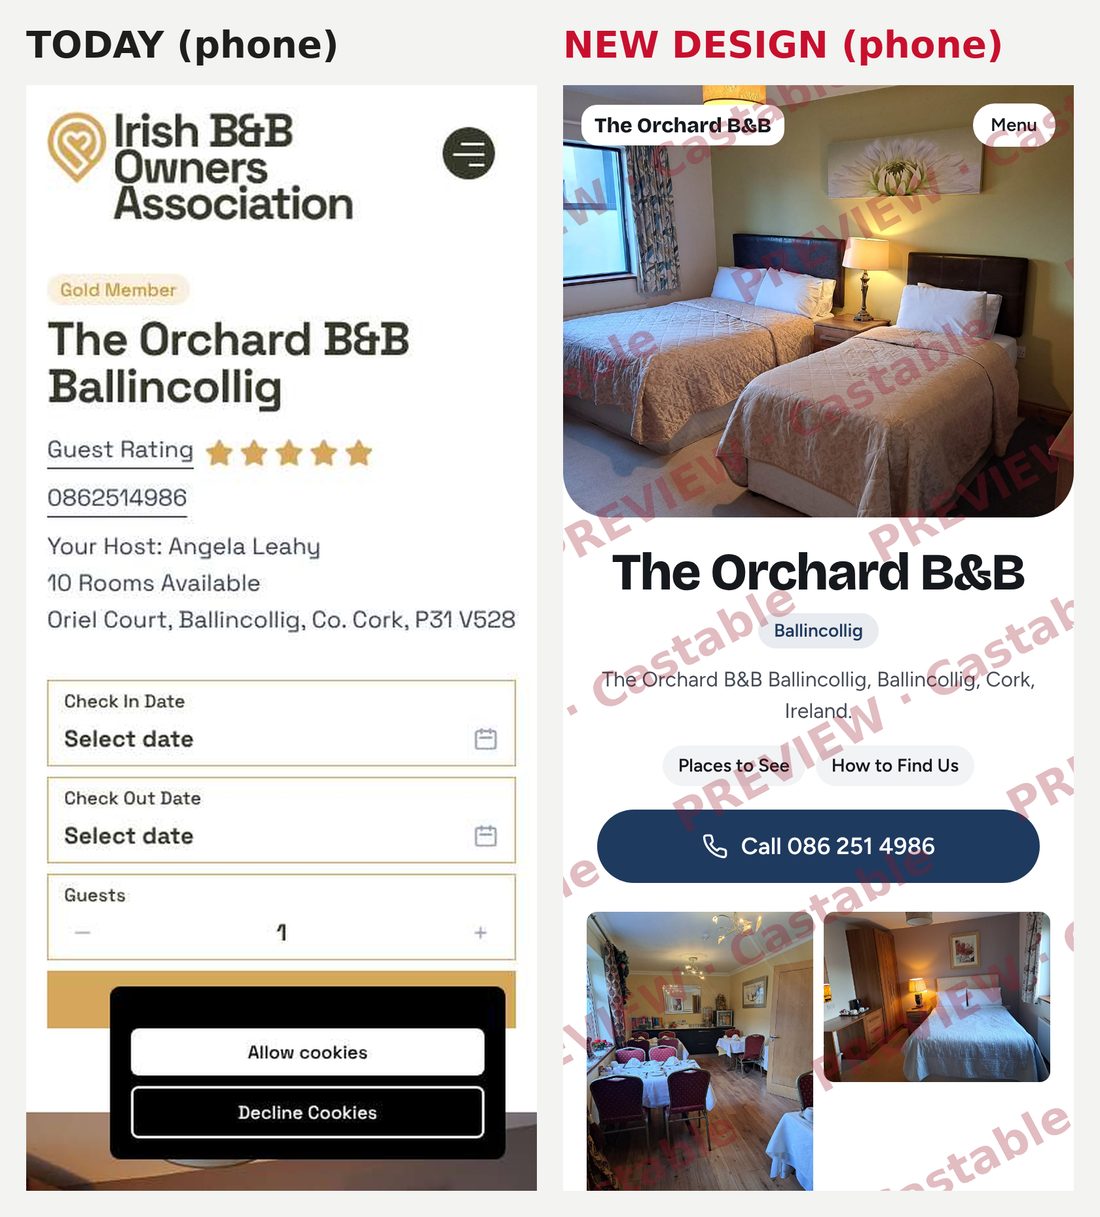 TODAY (phone)
Irish B&B
Owners
Association
Gold Member
The Orchard B&B
Ballincollig
Guest Rating
0862514986
Your Host: Angela Leahy
10 Rooms Available
Oriel Court, Ballincollig, Co. Cork, P31 V528
Check In Date
Select date
Check Out Date
Select date
Guests
1
Allow cookies
Decline Cookies
NEW DESIGN (phone)
The Orchard B&B
Menu
The Orchard B&B
Ballincollig
The Orchard B&B Ballincollig, Ballincollig, Cork,
Ireland.
Places to See
How to Find Us
Call 086 251 4986
PREVIEW · Castable